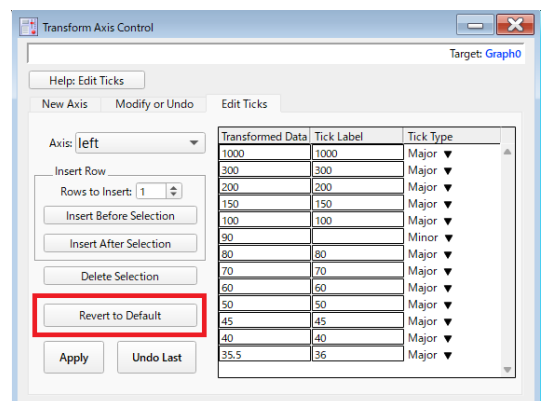 Transform Axis Control
Target: Graph0
Help: Edit Ticks
New Axis Modify or Undo Edit Ticks
Axis: left
Insert Row
Rows to Insert: 1
Insert Before Selection
Insert After Selection
Delete Selection
Revert to Default
Apply Undo Last
Transformed Data Tick Label Tick Type
1000 1000 Major ▼
300 300 Major ▼
200 200 Major ▼
150 150 Major ▼
100 100 Major ▼
90 Minor ▼
80 80 Major ▼
70 70 Major ▼
60 60 Major ▼
50 50 Major ▼
45 45 Major ▼
40 40 Major ▼
35.5 36 Major ▼